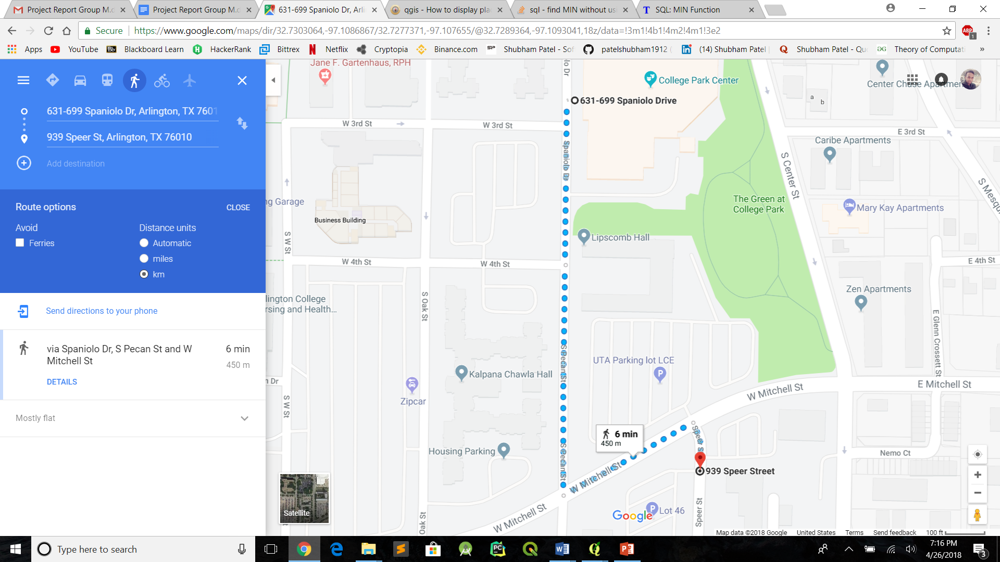 Project Report Group M.d
Project Report Group M.d
631-699 Spaniolo Dr, Arli
qgis - How to display pla
sql - find MIN without us
SQL: MIN Function
Secure
https://www.google.com/maps/dir/32.7303064,-97.1086867/32.7277371,-97.107655/@32.7289364,-97.1093041,18z/data=!3m1!4b1!4m2!4m1!3e2
ABP
1
Apps
YouTube
Bb
Blackboard Learn
HackerRank
Bittrex
Netflix
Cryptopia
Binance.com
SP
Shubham Patel - Sof
patelshubham1912 (
(14) Shubham Patel
Shubham Patel - Qu
Theory of Computati
»
631-699 Spaniolo Dr, Arlington, TX 7601
939 Speer St, Arlington, TX 76010
Add destination
Route options
CLOSE
Avoid
Distance units
Ferries
Automatic
miles
km
Send directions to your phone
via Spaniolo Dr, S Pecan St and W
Mitchell St
6 min
450 m
DETAILS
Mostly flat
Jane F. Gartenhaus, RPH
lo Dr
College Park Center
631-699 Spaniolo Drive
Center Chase Apartmen
a
b
W 3rd St
W 3rd St
E 3rd St
Caribe Apartments
Spaniolo Dr
S Center St
S Mesqu
ng Garage
The Green at
College Park
Mary Kay Apartments
Business Building
Lipscomb Hall
S W St
W 4th St
W 4th St
E 4th St
Zen Apartments
lington College
rsing and Health...
S Oak St
E Glenn Crossett St
UTA Parking lot LCE
P
S Pecan St
Kalpana Chawla Hall
n Dr
Zipcar
S W St
W Mitchell St
E Mitchell St
6 min
450 m
Speer S
Housing Parking
S Pecan St
Nemo Ct
939 Speer Street
W Mitchell St
Satellite
Oak St
W Mitchell St
Google
P
Lot 46
Speer St
Map data ©2018 Google
United States
Terms
Send feedback
100 ft
Type here to search
PC
7:16 PM
4/26/2018
3